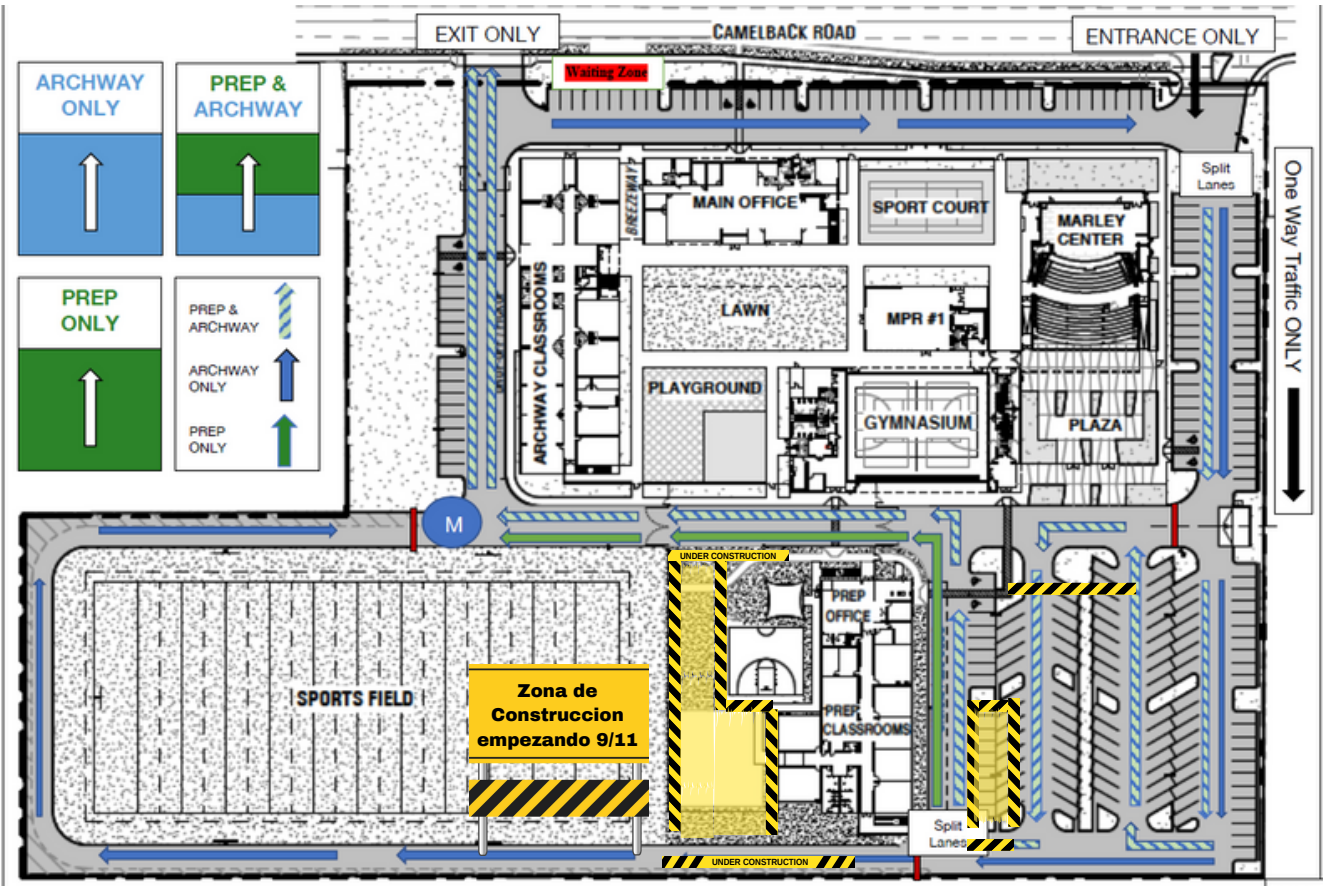 EXIT ONLY
CAMELBACK ROAD
ENTRANCE ONLY
Waiting Zone
ARCHWAY
ONLY
PREP &
ARCHWAY
PREP
ONLY
PREP &
ARCHWAY
ARCHWAY
ONLY
PREP
ONLY
Split
Lanes
One Way Traffic ONLY
BREEZEWAY
MAIN OFFICE
SPORT COURT
MARLEY
CENTER
ARCHWAY CLASSROOMS
LAWN
MPR #1
PLAYGROUND
GYMNASIUM
PLAZA
M
UNDER CONSTRUCTION
PREP
OFFICE
SPORTS FIELD
Zona de
Construccion
empezando 9/11
PREP
CLASSROOMS
Split
Lanes
UNDER CONSTRUCTION